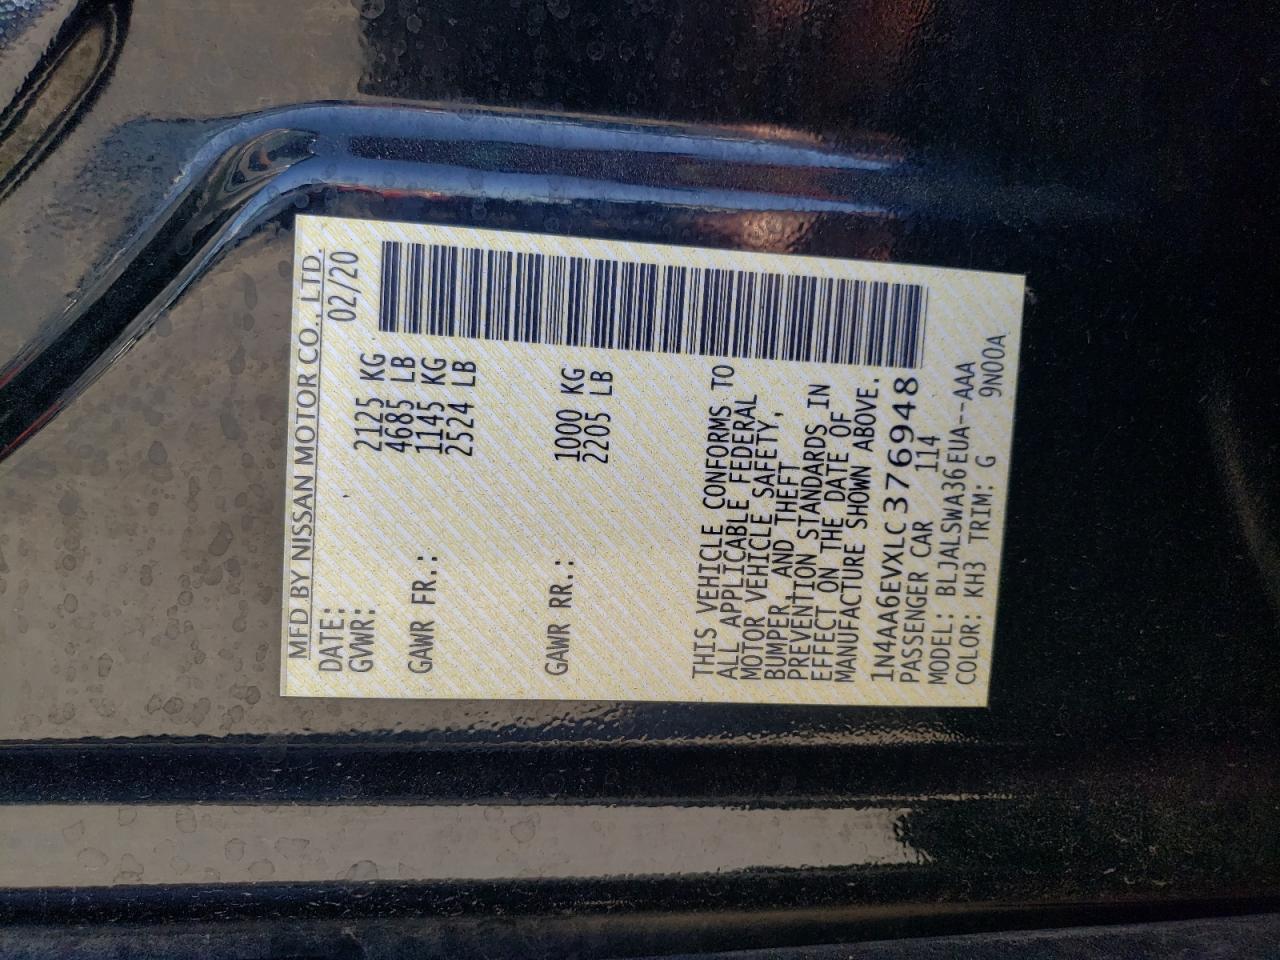 MFD BY NISSAN MOTOR CO., LTD.
DATE: 02/20
GVWR: 2125 KG
4685 LB
GAWR FR.: 1145 KG
2524 LB
GAWR RR.: 1000 KG
2205 LB
THIS VEHICLE CONFORMS TO
ALL APPLICABLE FEDERAL
MOTOR VEHICLE SAFETY,
BUMPER, AND THEFT
PREVENTION STANDARDS IN
EFFECT ON THE DATE OF
MANUFACTURE SHOWN ABOVE.
1N4AA6EVXLC376948
PASSENGER CAR 114
MODEL: BLJALSWA36EUA--AAA
COLOR: KH3 TRIM: G 9N00A